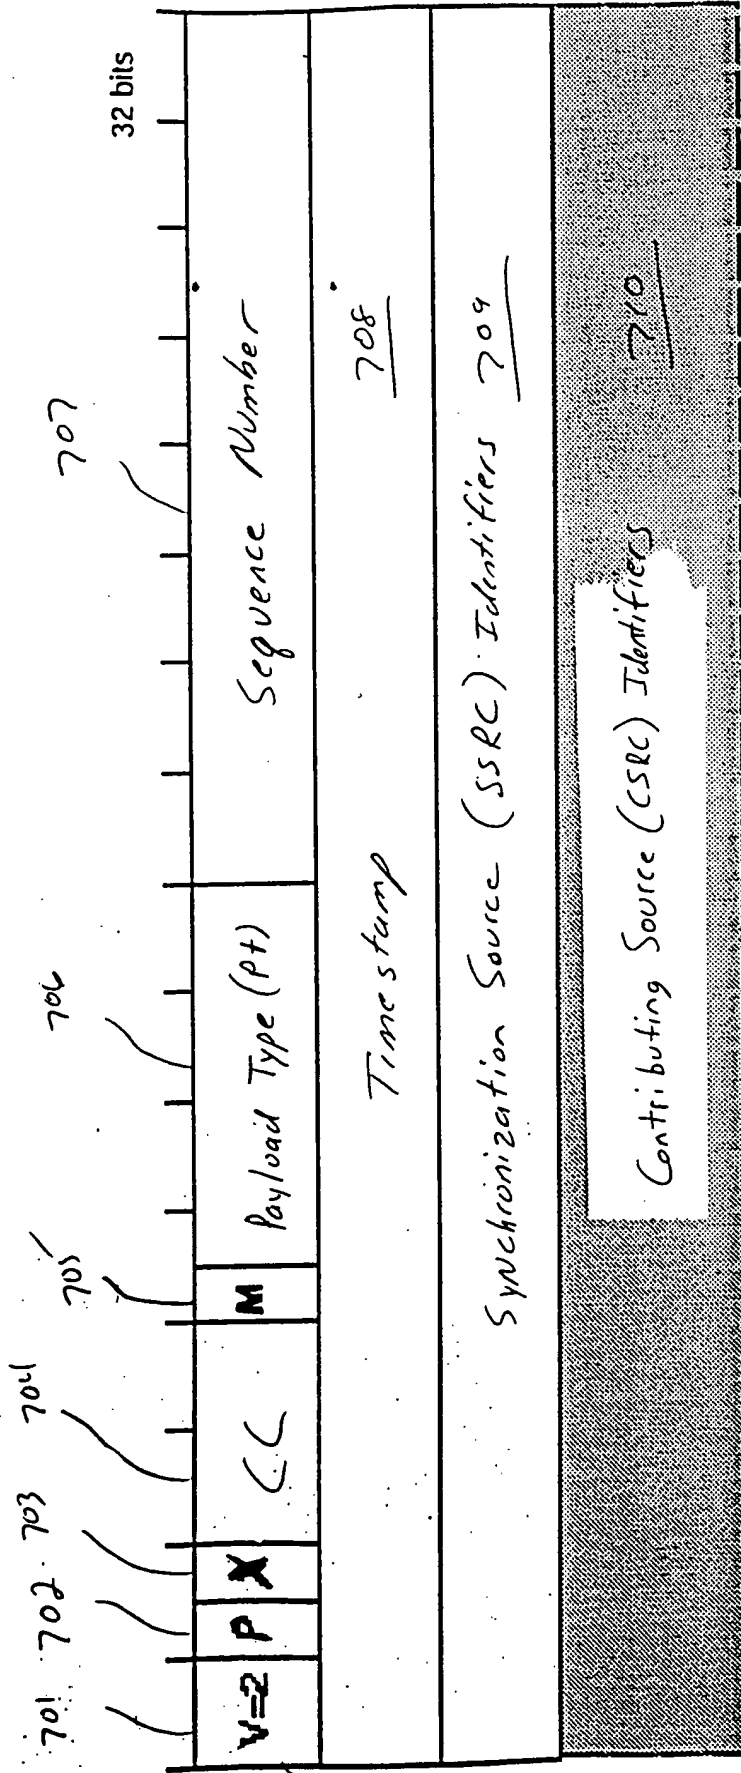 32 bits
701 702 703 704 705 706 707
V=2 P X CC M Payload Type (Pt) Sequence Number
Timestamp 708
Synchronization Source (SSRC) Identifiers 709
Contributing Source (CSRC) Identifiers 710